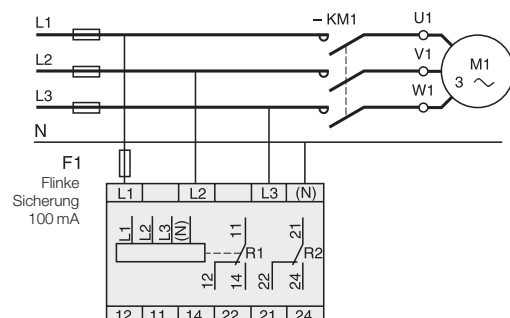 L1
– KM1
U1
L2
V1
M1
3 ~
L3
W1
N
F1
Flinke
Sicherung
100 mA
L1 L2 L3 (N)
L1 L2 L3 (N)
11 21
R1 R2
12 14 22 24
12 11 14 22 21 24